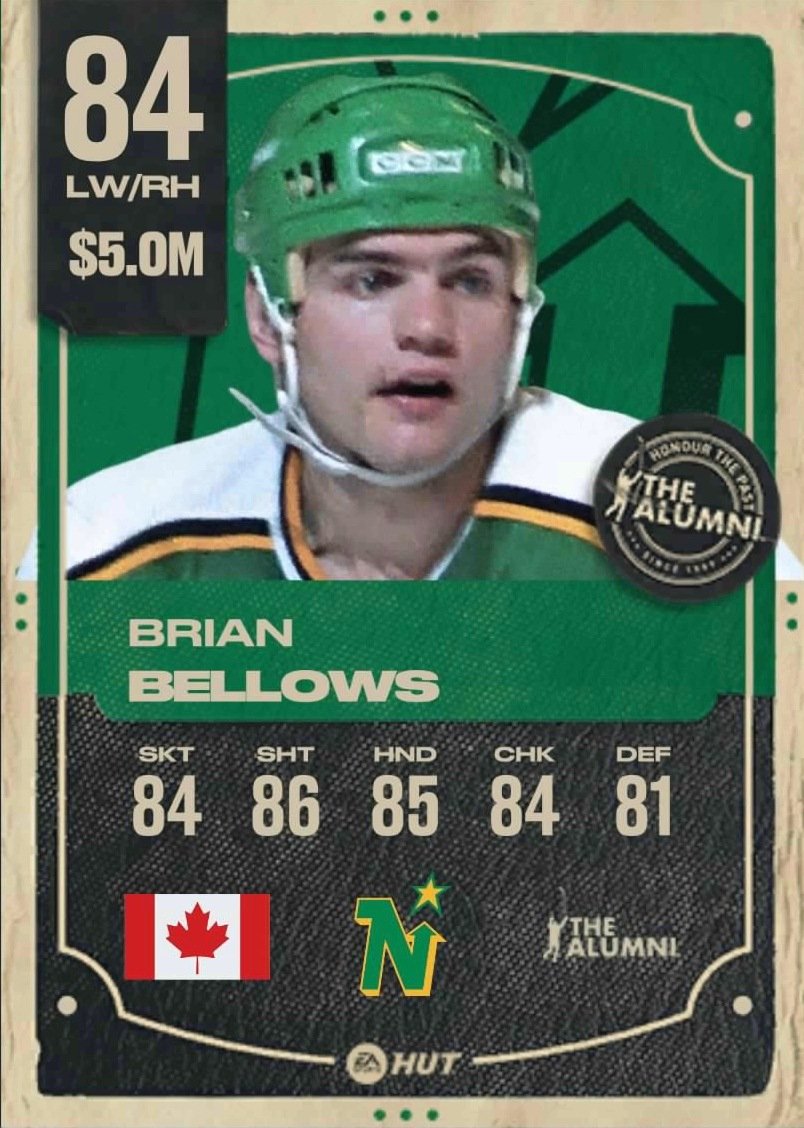 84
LW/RH
$5.0M
CCM
HONOUR THE PAST
THE
ALUMNI
BRIAN
BELLOWS
SKT SHT HND CHK DEF
84 86 85 84 81
N
THE
ALUMNI
HUT